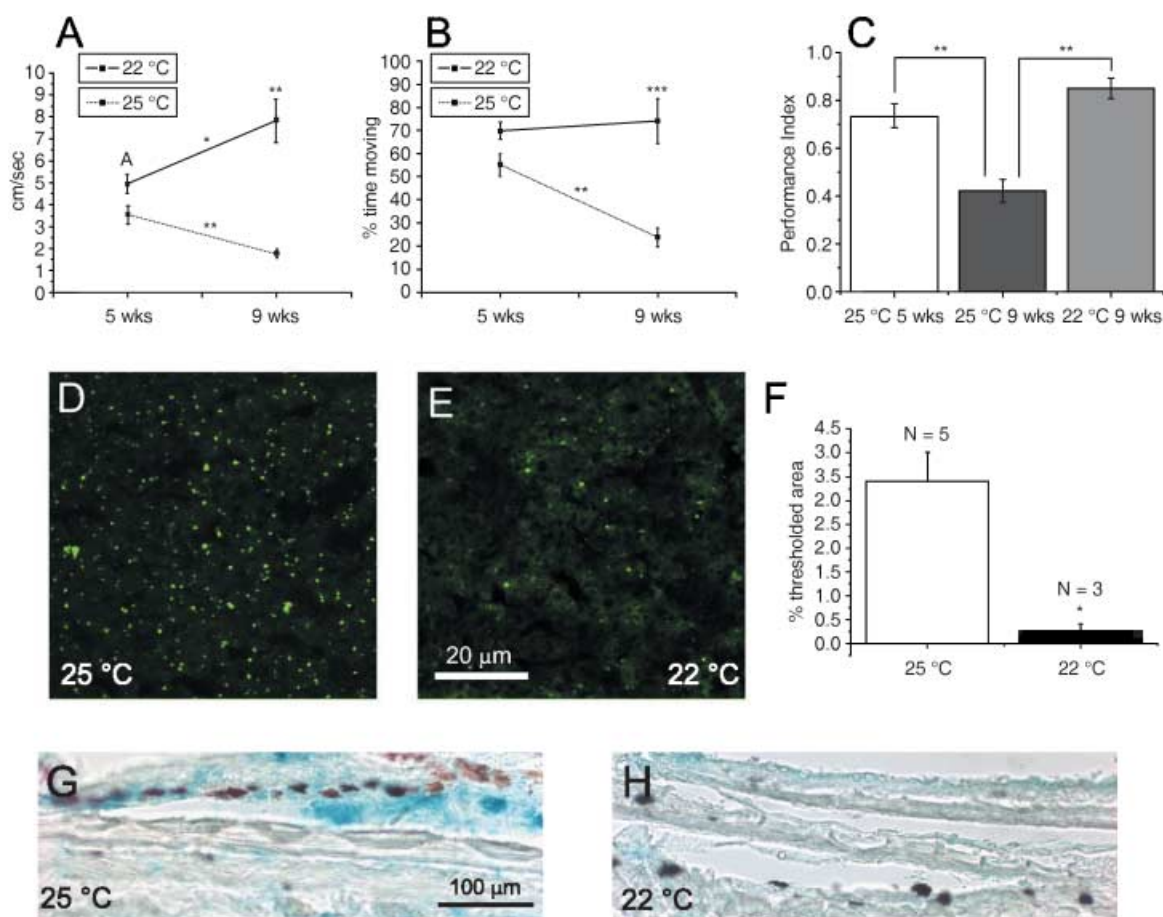 A
22 °C
25 °C
10
9
8
7
6
5
4
3
2
1
0
cm/sec
A
*
**
**
5 wks
9 wks
B
22 °C
25 °C
100
90
80
70
60
50
40
30
20
10
0
% time moving
***
**
5 wks
9 wks
C
1.0
0.8
0.6
0.4
0.2
0.0
Performance Index
**
**
25 °C 5 wks
25 °C 9 wks
22 °C 9 wks
D
25 °C
E
20 µm
22 °C
F
4.5
3.5
2.0
2.5
1.0
1.5
0.5
0.0
% thresholded area
N = 5
N = 3
*
25 °C
22 °C
G
25 °C
100 µm
H
22 °C